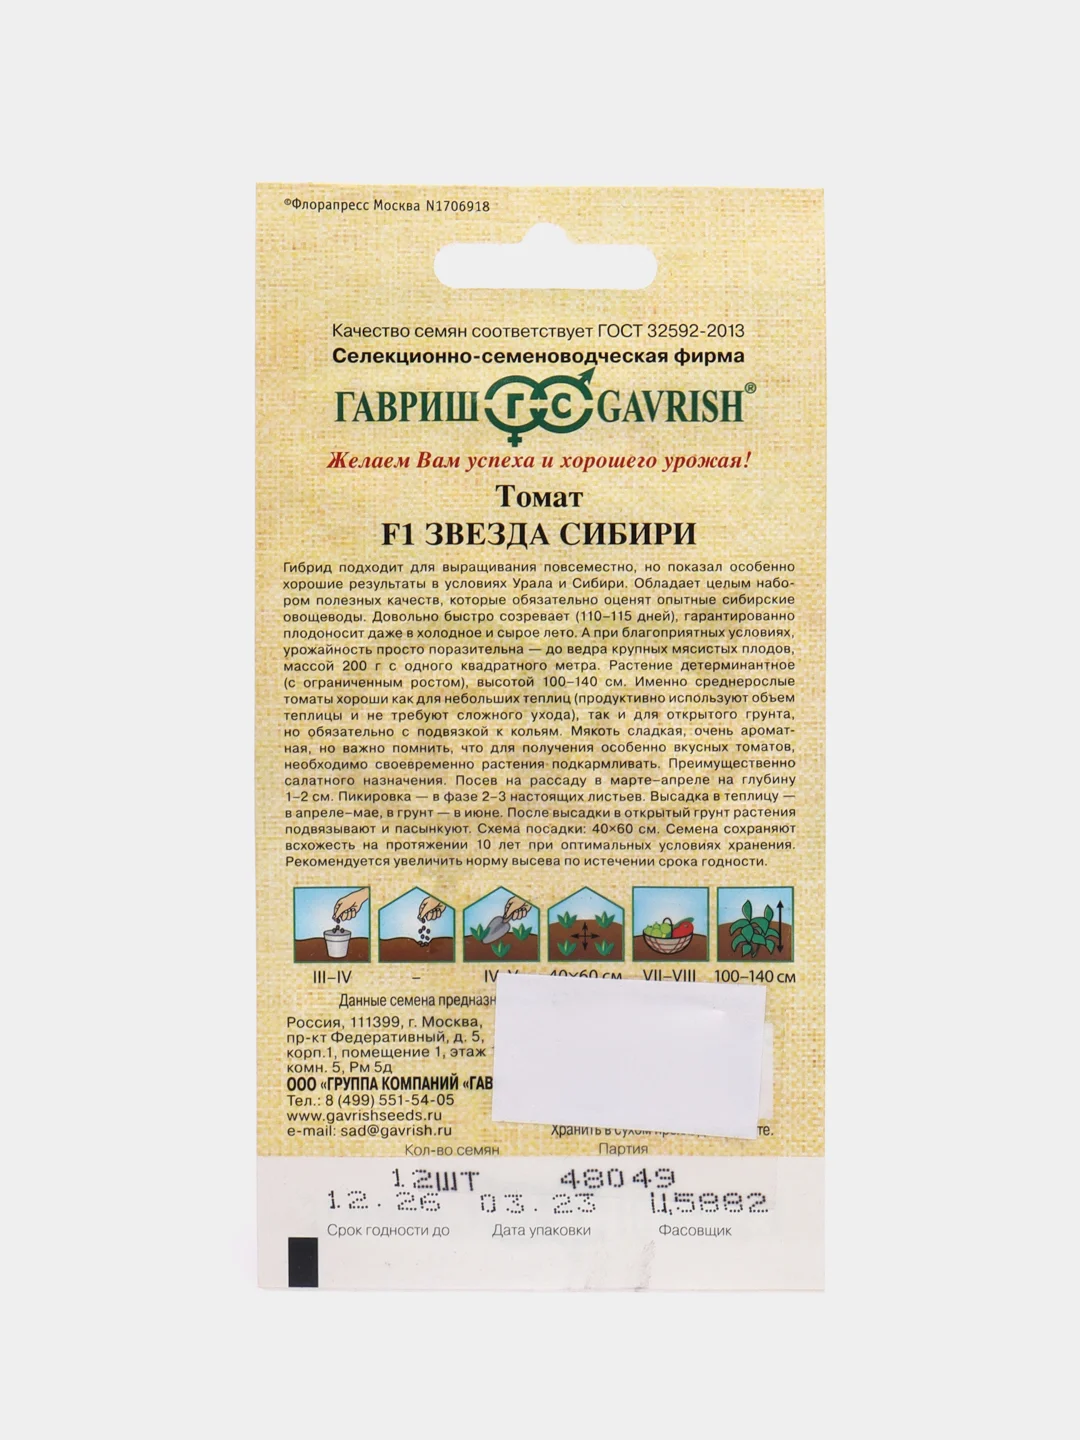 ©Флорапресс Москва N1706918
Качество семян соответствует ГОСТ 32592-2013
Селекционно-семеноводческая фирма
ГАВРИШ ГС GAVRISH®
Желаем Вам успеха и хорошего урожая!
Томат
F1 ЗВЕЗДА СИБИРИ
Гибрид подходит для выращивания повсеместно, но показал особенно
хорошие результаты в условиях Урала и Сибири. Обладает целым набо-
ром полезных качеств, которые обязательно оценят опытные сибирские
овощеводы. Довольно быстро созревает (110–115 дней), гарантированно
плодоносит даже в холодное и сырое лето. А при благоприятных условиях,
урожайность просто поразительна — до ведра крупных мясистых плодов,
массой 200 г с одного квадратного метра. Растение детерминантное
(с ограниченным ростом), высотой 100–140 см. Именно среднерослые
томаты хороши как для небольших теплиц (продуктивно используют объем
теплицы и не требуют сложного ухода), так и для открытого грунта,
но обязательно с подвязкой к кольям. Мякоть сладкая, очень аромат-
ная, но важно помнить, что для получения особенно вкусных томатов,
необходимо своевременно растения подкармливать. Преимущественно
салатного назначения. Посев на рассаду в марте–апреле на глубину
1–2 см. Пикировка — в фазе 2–3 настоящих листьев. Высадка в теплицу —
в апреле–мае, в грунт — в июне. После высадки в открытый грунт растения
подвязывают и пасынкуют. Схема посадки: 40×60 см. Семена сохраняют
всхожесть на протяжении 10 лет при оптимальных условиях хранения.
Рекомендуется увеличить норму высева по истечении срока годности.
III–IV – IV–V 40×60 см VII–VIII 100–140 см
Данные семена
Россия, 111399, г. Москва,
пр-кт Федеративный, д. 5,
корп.1, помещение 1, этаж
комн. 5, Рм 5д
ООО «ГРУППА КОМПАНИЙ
Тел.: 8 (499) 551-54-05
www.gavrishseeds.ru
e-mail: sad@gavrish.ru
Хранить в сухом
Кол-во семян Партия
12ШТ 48049
12.26 03.23 Ц5882
Срок годности до Дата упаковки Фасовщик